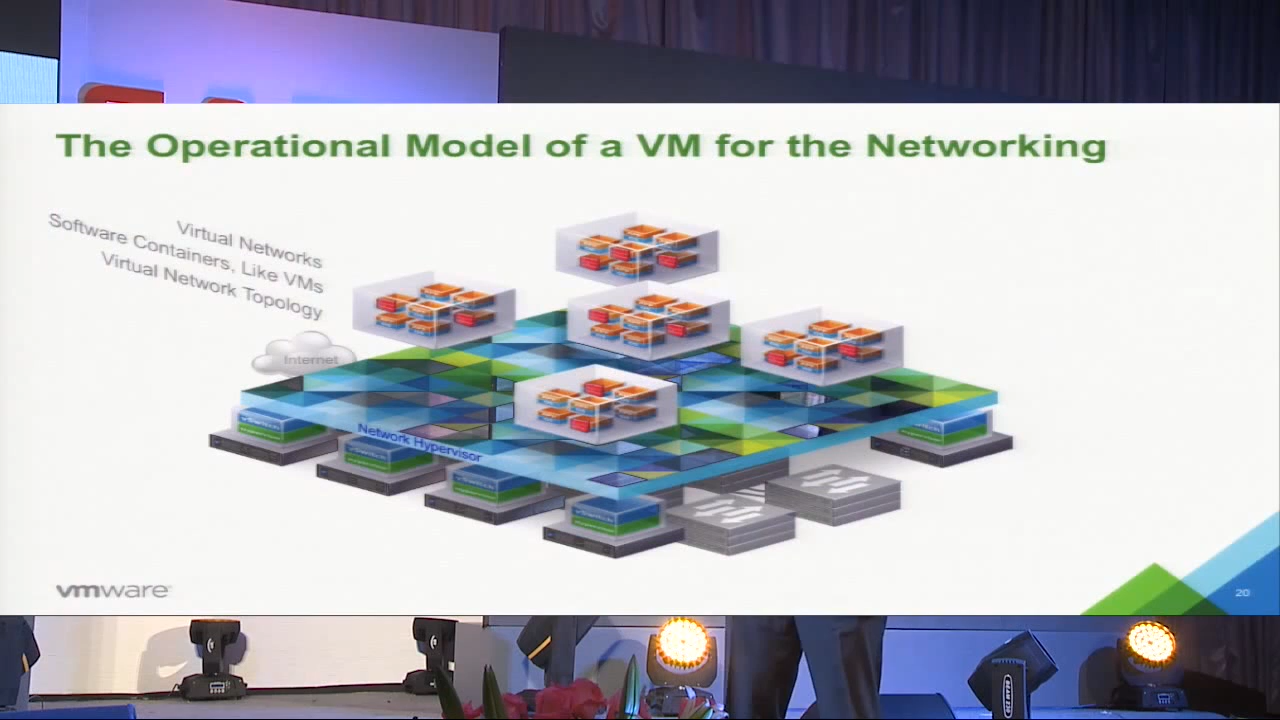 The Operational Model of a VM for the Networking
Virtual Networks
Software Containers, Like VMs
Virtual Network Topology
Internet
Network Hypervisor
vmware
20